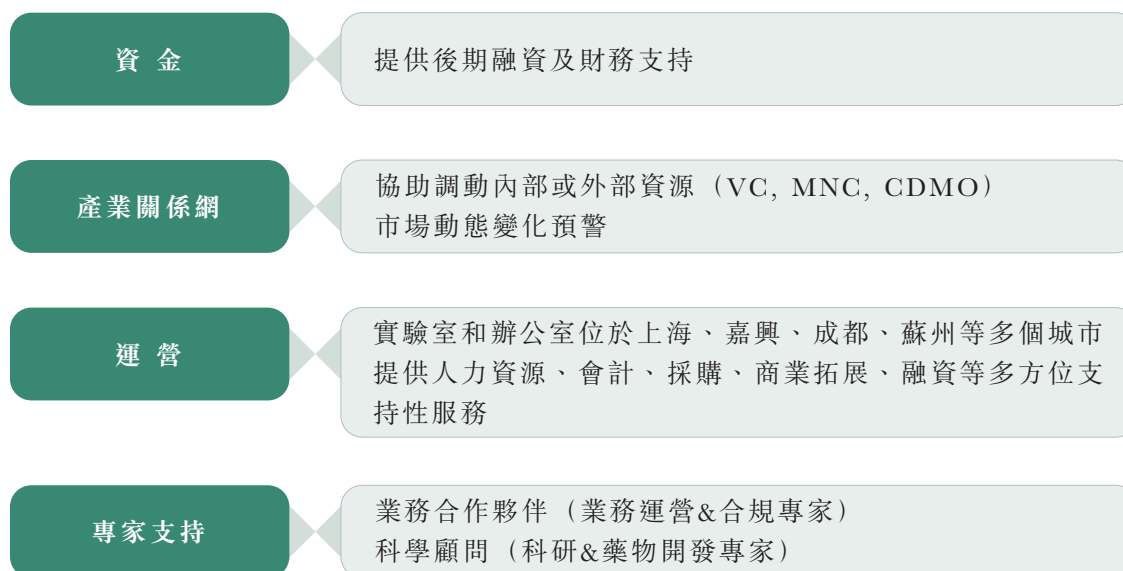 資 金
提供後期融資及財務支持
產業關係網
協助調動內部或外部資源（VC, MNC, CDMO）
市場動態變化預警
運 營
實驗室和辦公室位於上海、嘉興、成都、蘇州等多個城市
提供人力資源、會計、採購、商業拓展、融資等多方位支
持性服務
專家支持
業務合作夥伴（業務運營&合規專家）
科學顧問（科研&藥物開發專家）